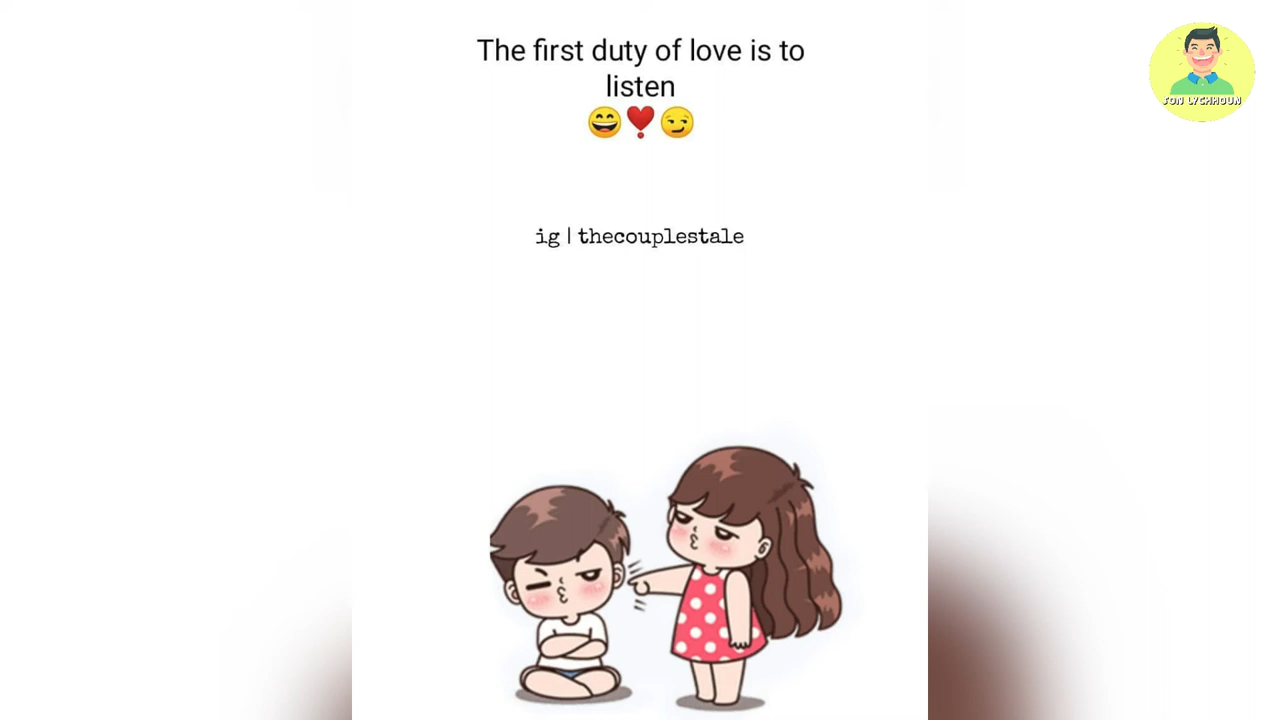 The first duty of love is to
listen
😄❣️😏
ig | thecouplestale
SON LYCHHOUN